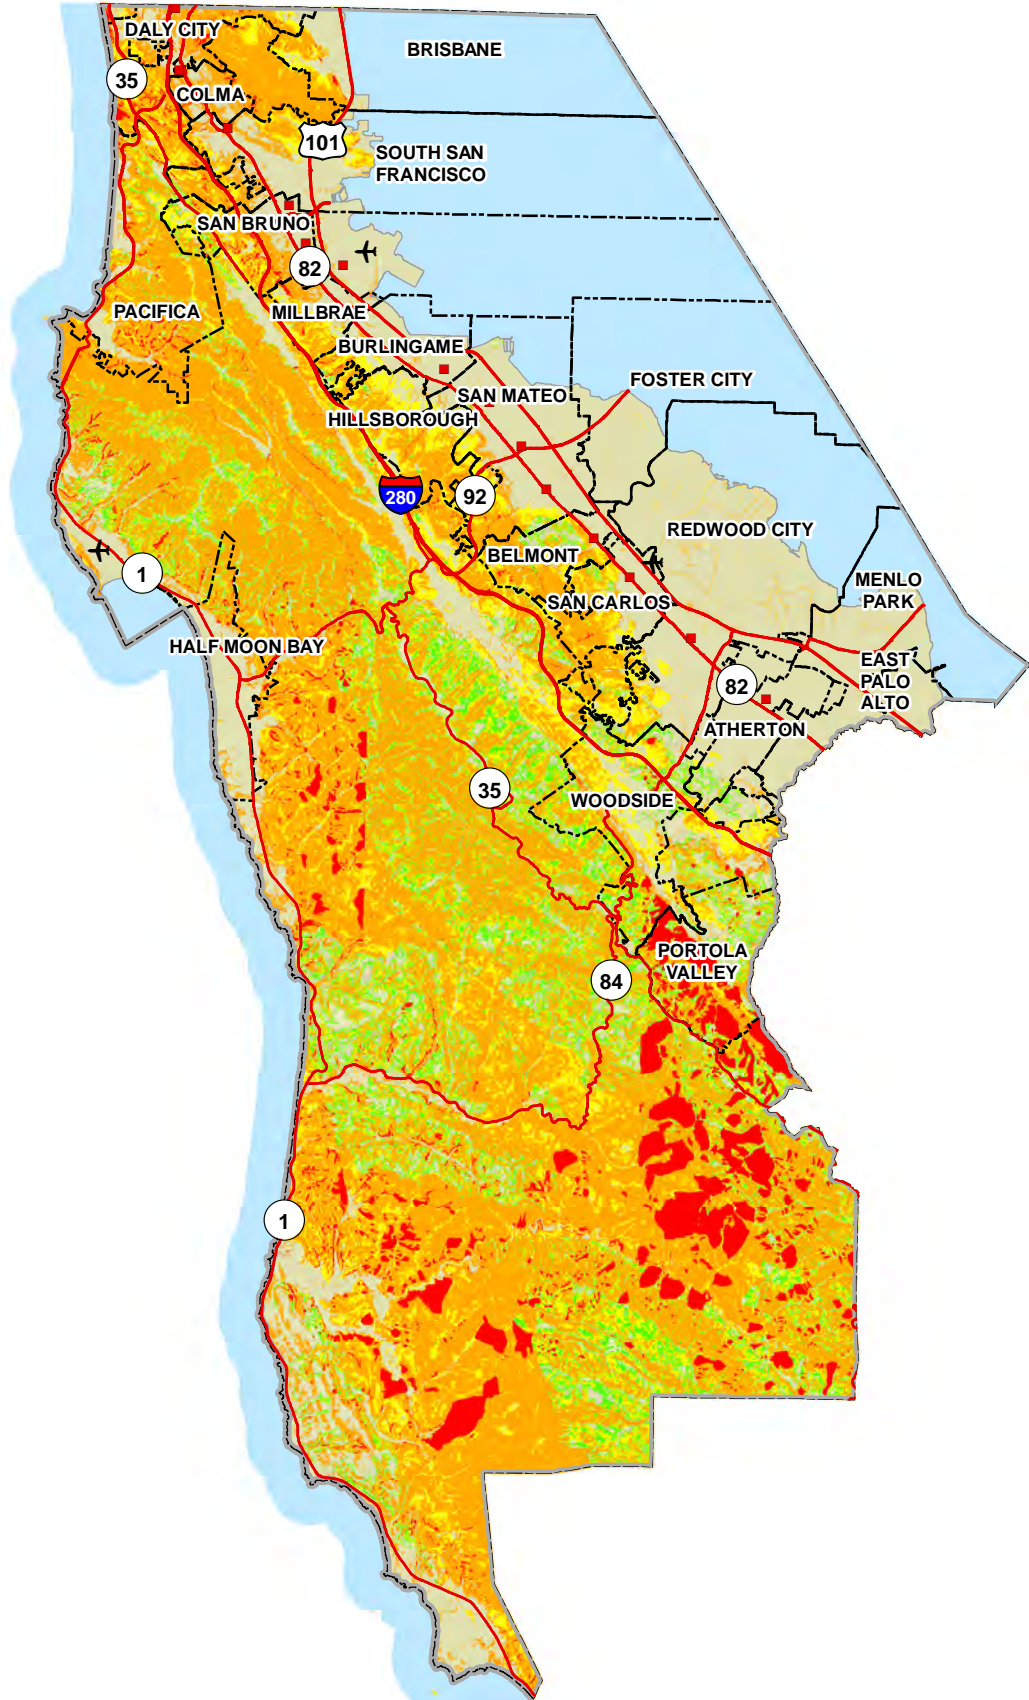 DALY CITY
BRISBANE
35
COLMA
101
SOUTH SAN
FRANCISCO
SAN BRUNO
82
PACIFICA
MILLBRAE
BURLINGAME
FOSTER CITY
SAN MATEO
HILLSBOROUGH
280
92
REDWOOD CITY
BELMONT
1
MENLO
PARK
SAN CARLOS
HALF MOON BAY
EAST
PALO
ALTO
82
ATHERTON
35
WOODSIDE
PORTOLA
VALLEY
84
1